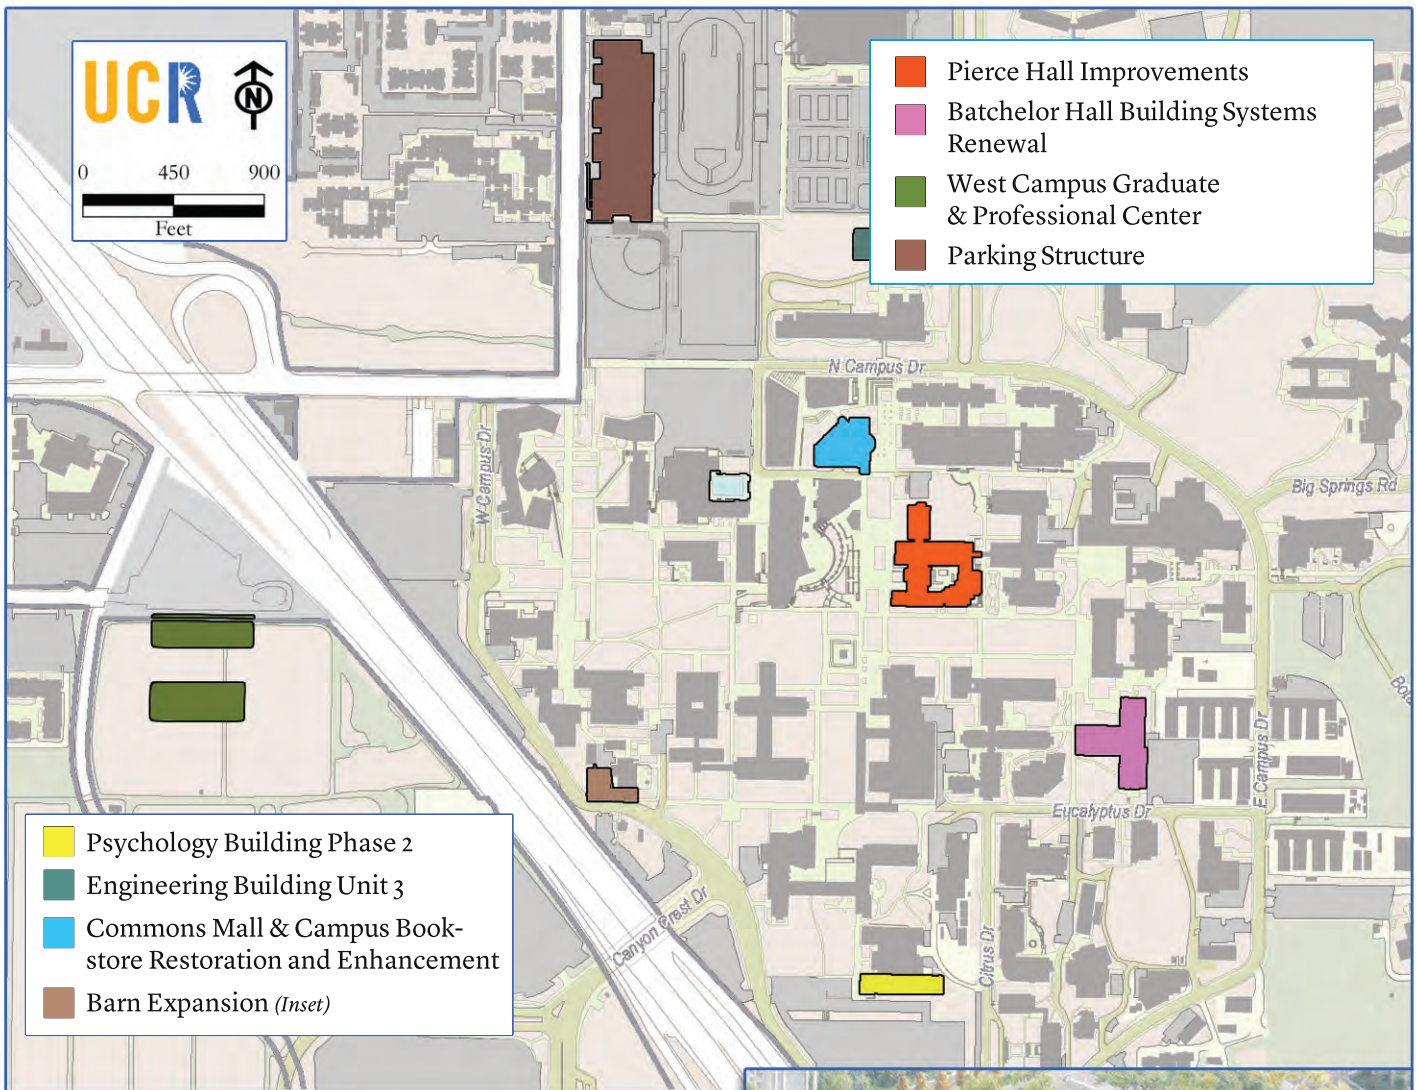 UCR
N
0 450 900
Feet
Pierce Hall Improvements
Batchelor Hall Building Systems
Renewal
West Campus Graduate
& Professional Center
Parking Structure
N Campus Dr
W Campus Dr
Big Springs Rd
E Campus Dr
Eucalyptus Dr
Canyon Crest Dr
Citrus Dr
Psychology Building Phase 2
Engineering Building Unit 3
Commons Mall & Campus Book-
store Restoration and Enhancement
Barn Expansion (Inset)